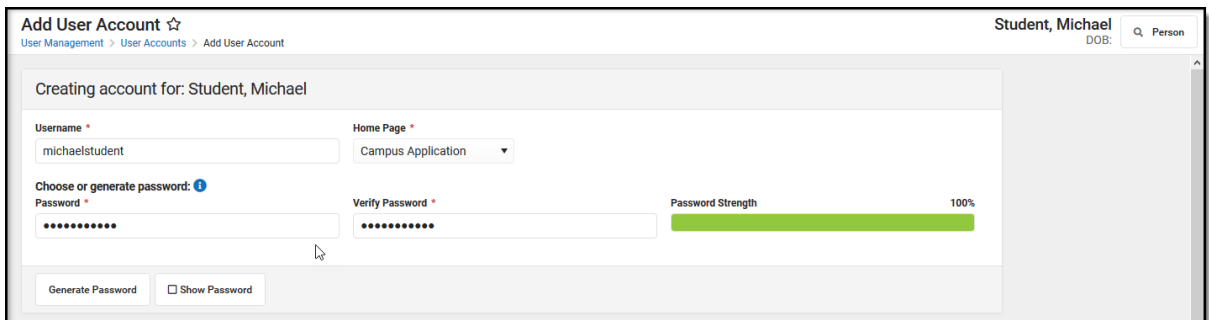 Add User Account
Student, Michael
DOB:
Person
User Management > User Accounts > Add User Account
Creating account for: Student, Michael
Username *
Home Page *
michaelstudent
Campus Application
Choose or generate password:
Password *
Verify Password *
Password Strength
100%
•••••••••••
•••••••••••
Generate Password
Show Password